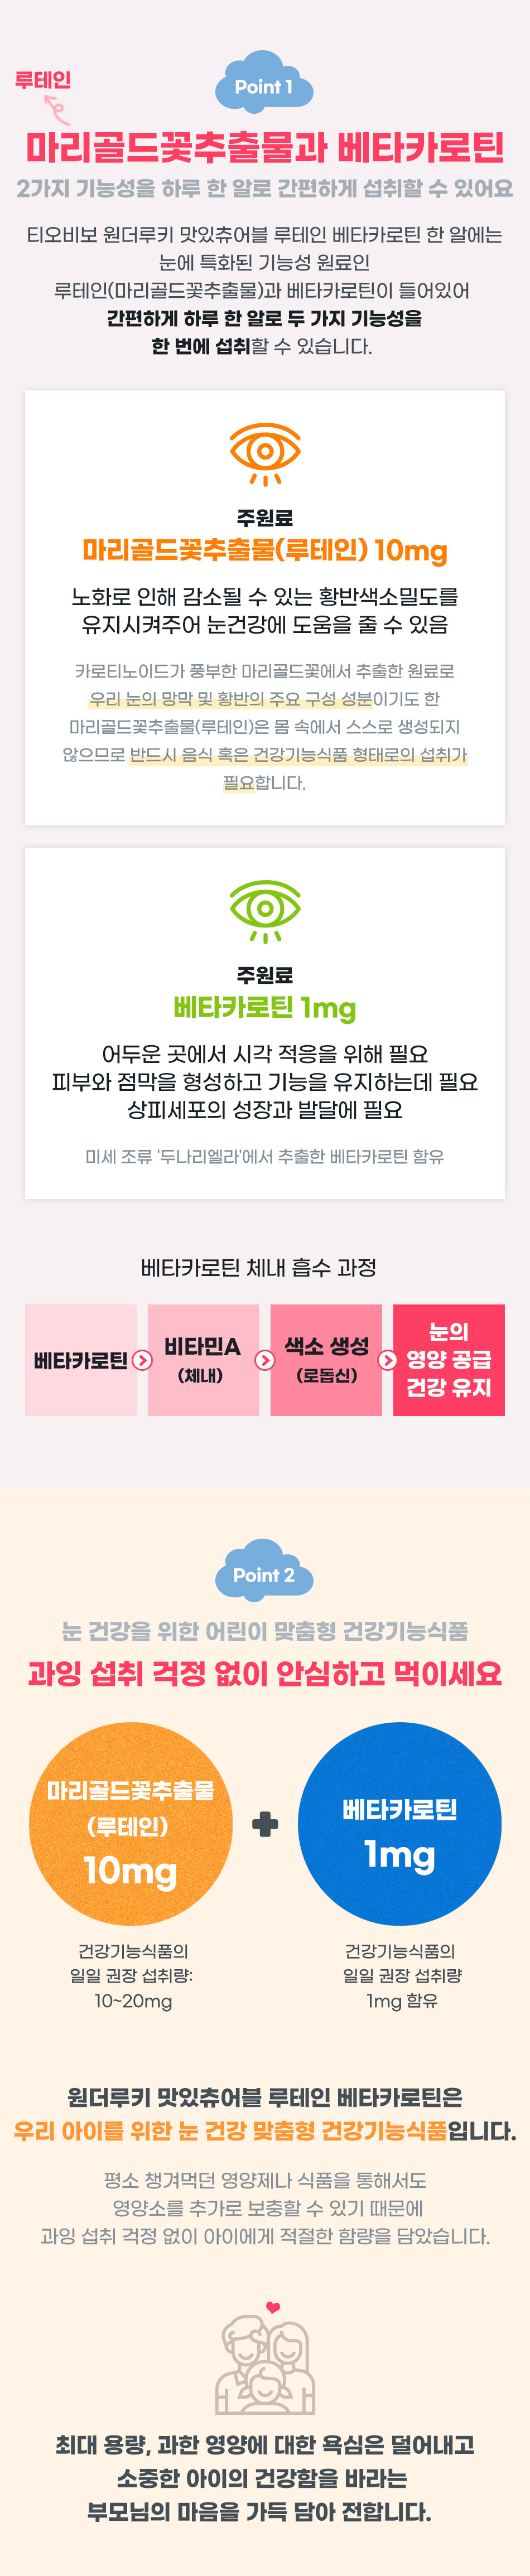 루테인
Point 1
마리골드꽃추출물과 베타카로틴
2가지 기능성을 하루 한 알로 간편하게 섭취할 수 있어요
티오비보 원더루키 맛있츄어블 루테인 베타카로틴 한 알에는
눈에 특화된 기능성 원료인
루테인(마리골드꽃추출물)과 베타카로틴이 들어있어
간편하게 하루 한 알로 두 가지 기능성을
한 번에 섭취할 수 있습니다.
주원료
마리골드꽃추출물(루테인) 10mg
노화로 인해 감소될 수 있는 황반색소밀도를
유지시켜주어 눈건강에 도움을 줄 수 있음
카로티노이드가 풍부한 마리골드꽃에서 추출한 원료로
우리 눈의 망막 및 황반의 주요 구성 성분이기도 한
마리골드꽃추출물(루테인)은 몸 속에서 스스로 생성되지
않으므로 반드시 음식 혹은 건강기능식품 형태로의 섭취가
필요합니다.
주원료
베타카로틴 1mg
어두운 곳에서 시각 적응을 위해 필요
피부와 점막을 형성하고 기능을 유지하는데 필요
상피세포의 성장과 발달에 필요
미세 조류 '두나리엘라'에서 추출한 베타카로틴 함유
베타카로틴 체내 흡수 과정
베타카로틴
비타민A
(체내)
색소 생성
(로돕신)
눈의
영양 공급
건강 유지
Point 2
눈 건강을 위한 어린이 맞춤형 건강기능식품
과잉 섭취 걱정 없이 안심하고 먹이세요
마리골드꽃추출물
(루테인)
10mg
베타카로틴
1mg
건강기능식품의
일일 권장 섭취량:
10~20mg
건강기능식품의
일일 권장 섭취량
1mg 함유
원더루키 맛있츄어블 루테인 베타카로틴은
우리 아이를 위한 눈 건강 맞춤형 건강기능식품입니다.
평소 챙겨먹던 영양제나 식품을 통해서도
영양소를 추가로 보충할 수 있기 때문에
과잉 섭취 걱정 없이 아이에게 적절한 함량을 담았습니다.
최대 용량, 과한 영양에 대한 욕심은 덜어내고
소중한 아이의 건강함을 바라는
부모님의 마음을 가득 담아 전합니다.